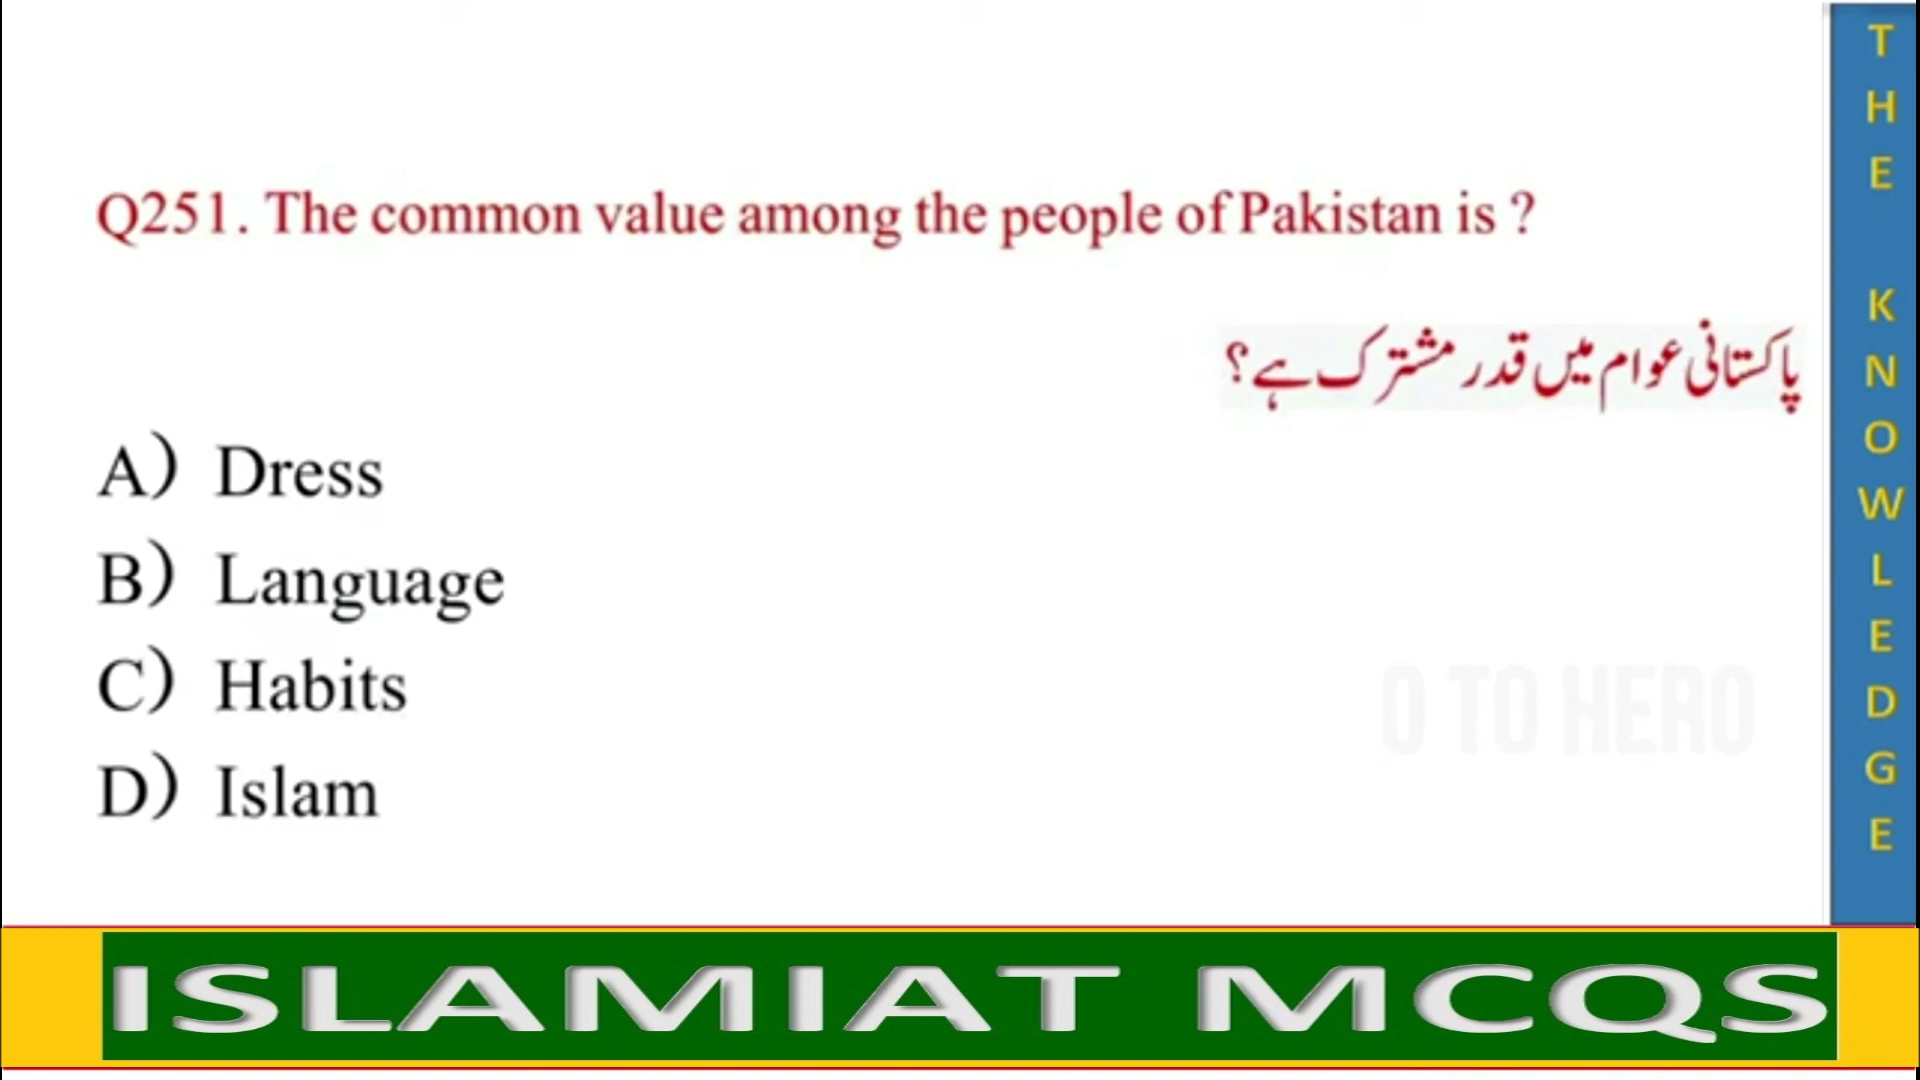 Q251. The common value among the people of Pakistan is ?
پاکستانی عوام میں قدر مشترک ہے؟
A) Dress
B) Language
C) Habits
D) Islam
O TO HERO
THE KNOWLEDGE
ISLAMIAT MCQS